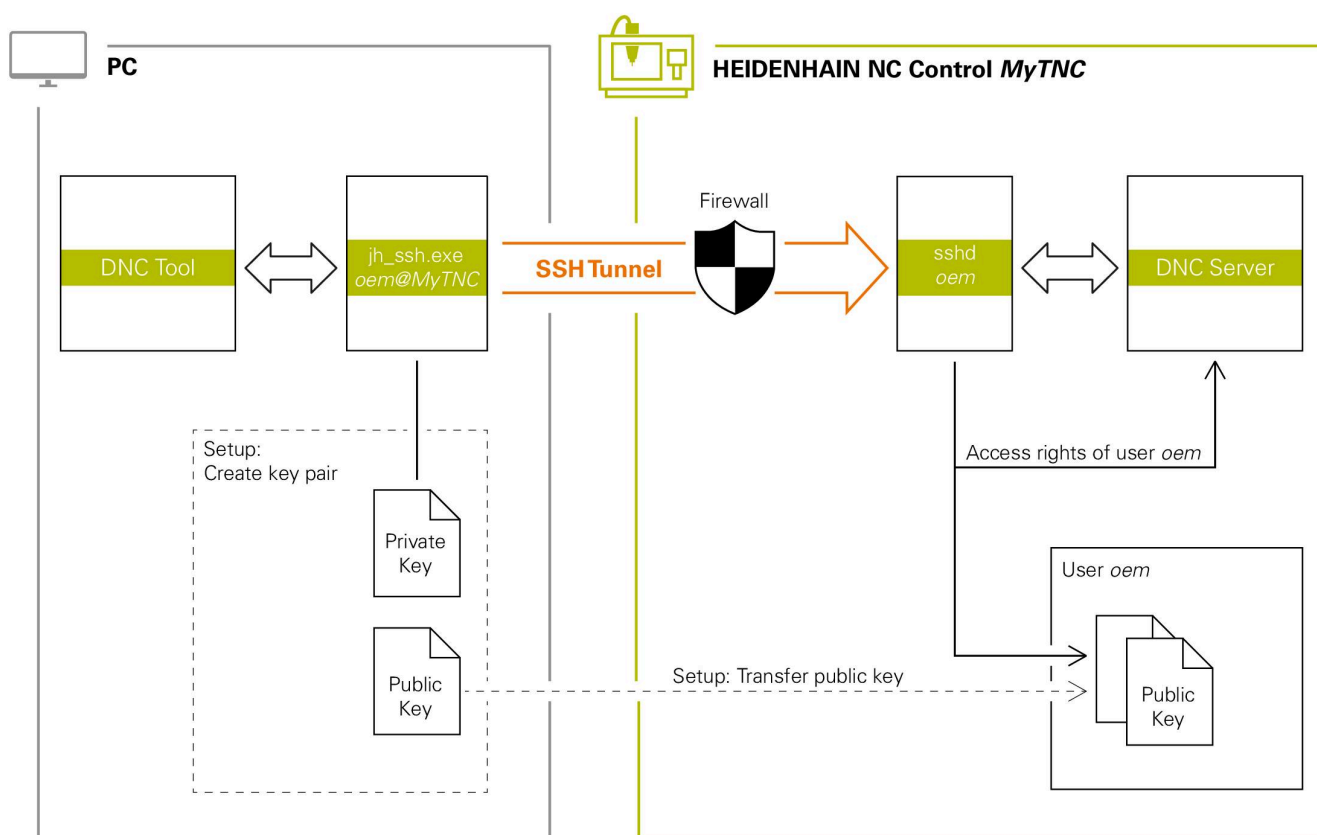 PC
HEIDENHAIN NC Control MyTNC
DNC Tool
jh_ssh.exe
oem@MyTNC
SSH Tunnel
Firewall
sshd
oem
DNC Server
Setup:
Create key pair
Access rights of user oem
Private
Key
User oem
Public
Key
Setup: Transfer public key
Public
Key